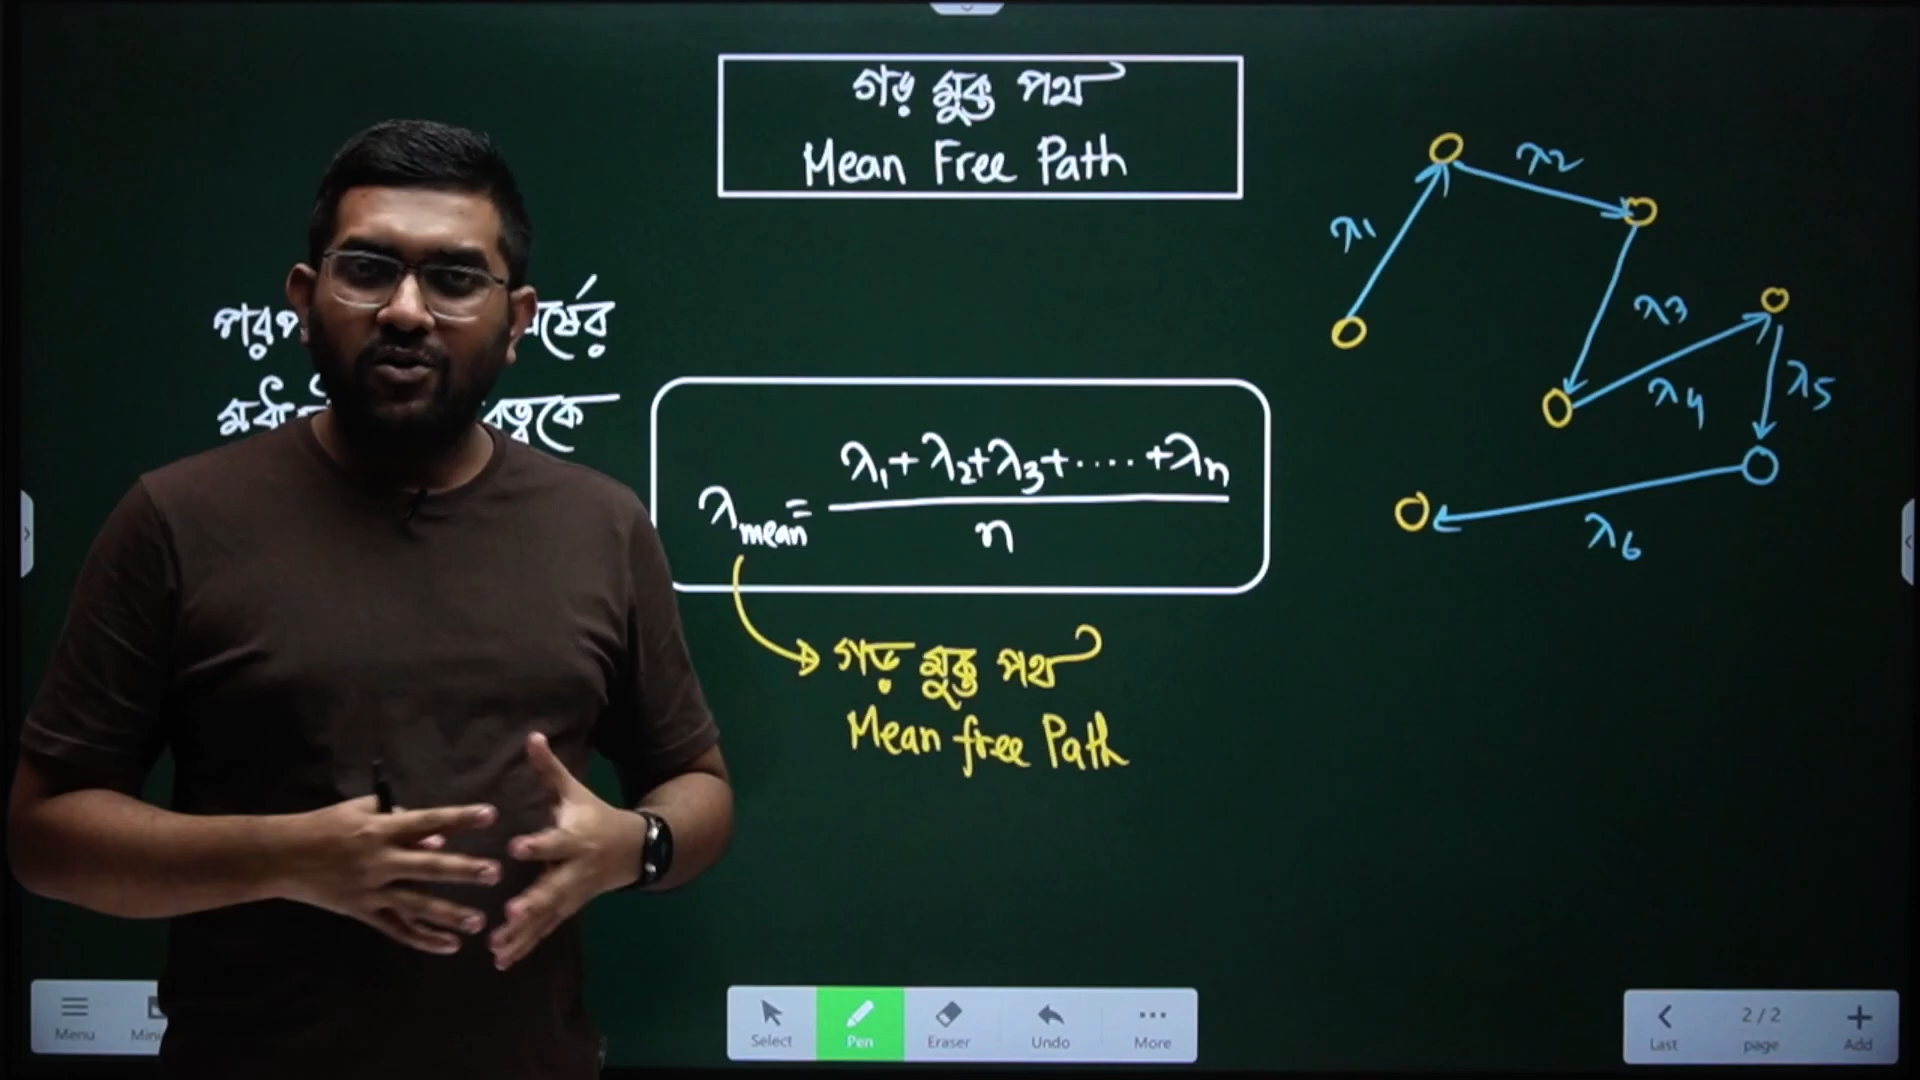 গড় মুক্ত পথ
Mean Free Path
λ1
λ2
λ3
λ4
λ5
λ6
λmean = λ1+λ2+λ3+.....+λn / n
গড় মুক্ত পথ
Mean free Path
Menu
Select
Pen
Eraser
Undo
More
Last
2 / 2
page
Add